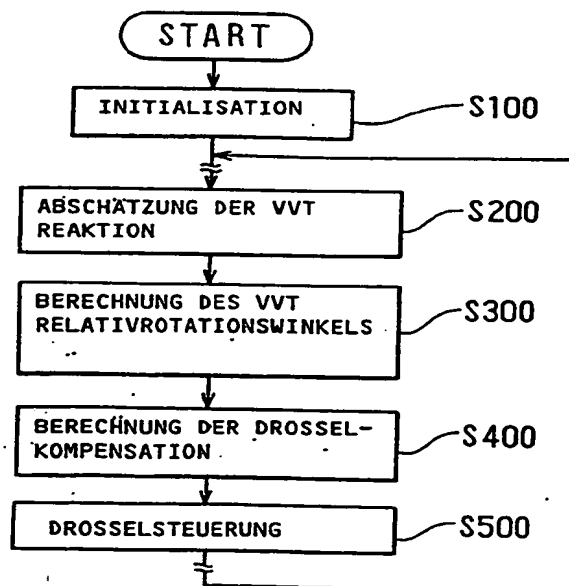 START
INITIALISATION
S100
ABSCHÄTZUNG DER VVT
REAKTION
S200
BERECHNUNG DES VVT
RELATIVROTATIONSWINKELS
S300
BERECHNUNG DER DROSSEL-
KOMPENSATION
S400
DROSSELSTEUERUNG
S500